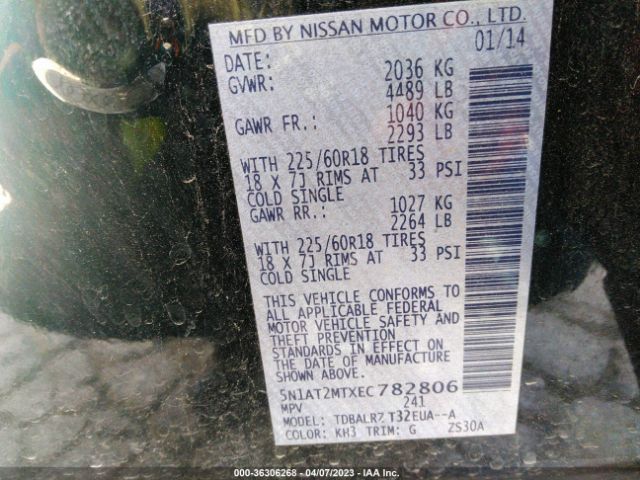 MFD BY NISSAN MOTOR CO., LTD.
DATE: 01/14
GVWR: 2036 KG
4489 LB
GAWR FR.: 1040 KG
2293 LB
WITH 225/60R18 TIRES
18 X 7J RIMS AT 33 PSI
COLD SINGLE
GAWR RR.: 1027 KG
2264 LB
WITH 225/60R18 TIRES
18 X 7J RIMS AT 33 PSI
COLD SINGLE
THIS VEHICLE CONFORMS TO
ALL APPLICABLE FEDERAL
MOTOR VEHICLE SAFETY AND
THEFT PREVENTION
STANDARDS IN EFFECT ON
THE DATE OF MANUFACTURE
SHOWN ABOVE.
5N1AT2MTXEC782806
MPV 241
MODEL: TDBALR7 T32EUA--A
COLOR: KH3 TRIM: G ZS30A
000-36306268 - 04/07/2023 - IAA Inc.